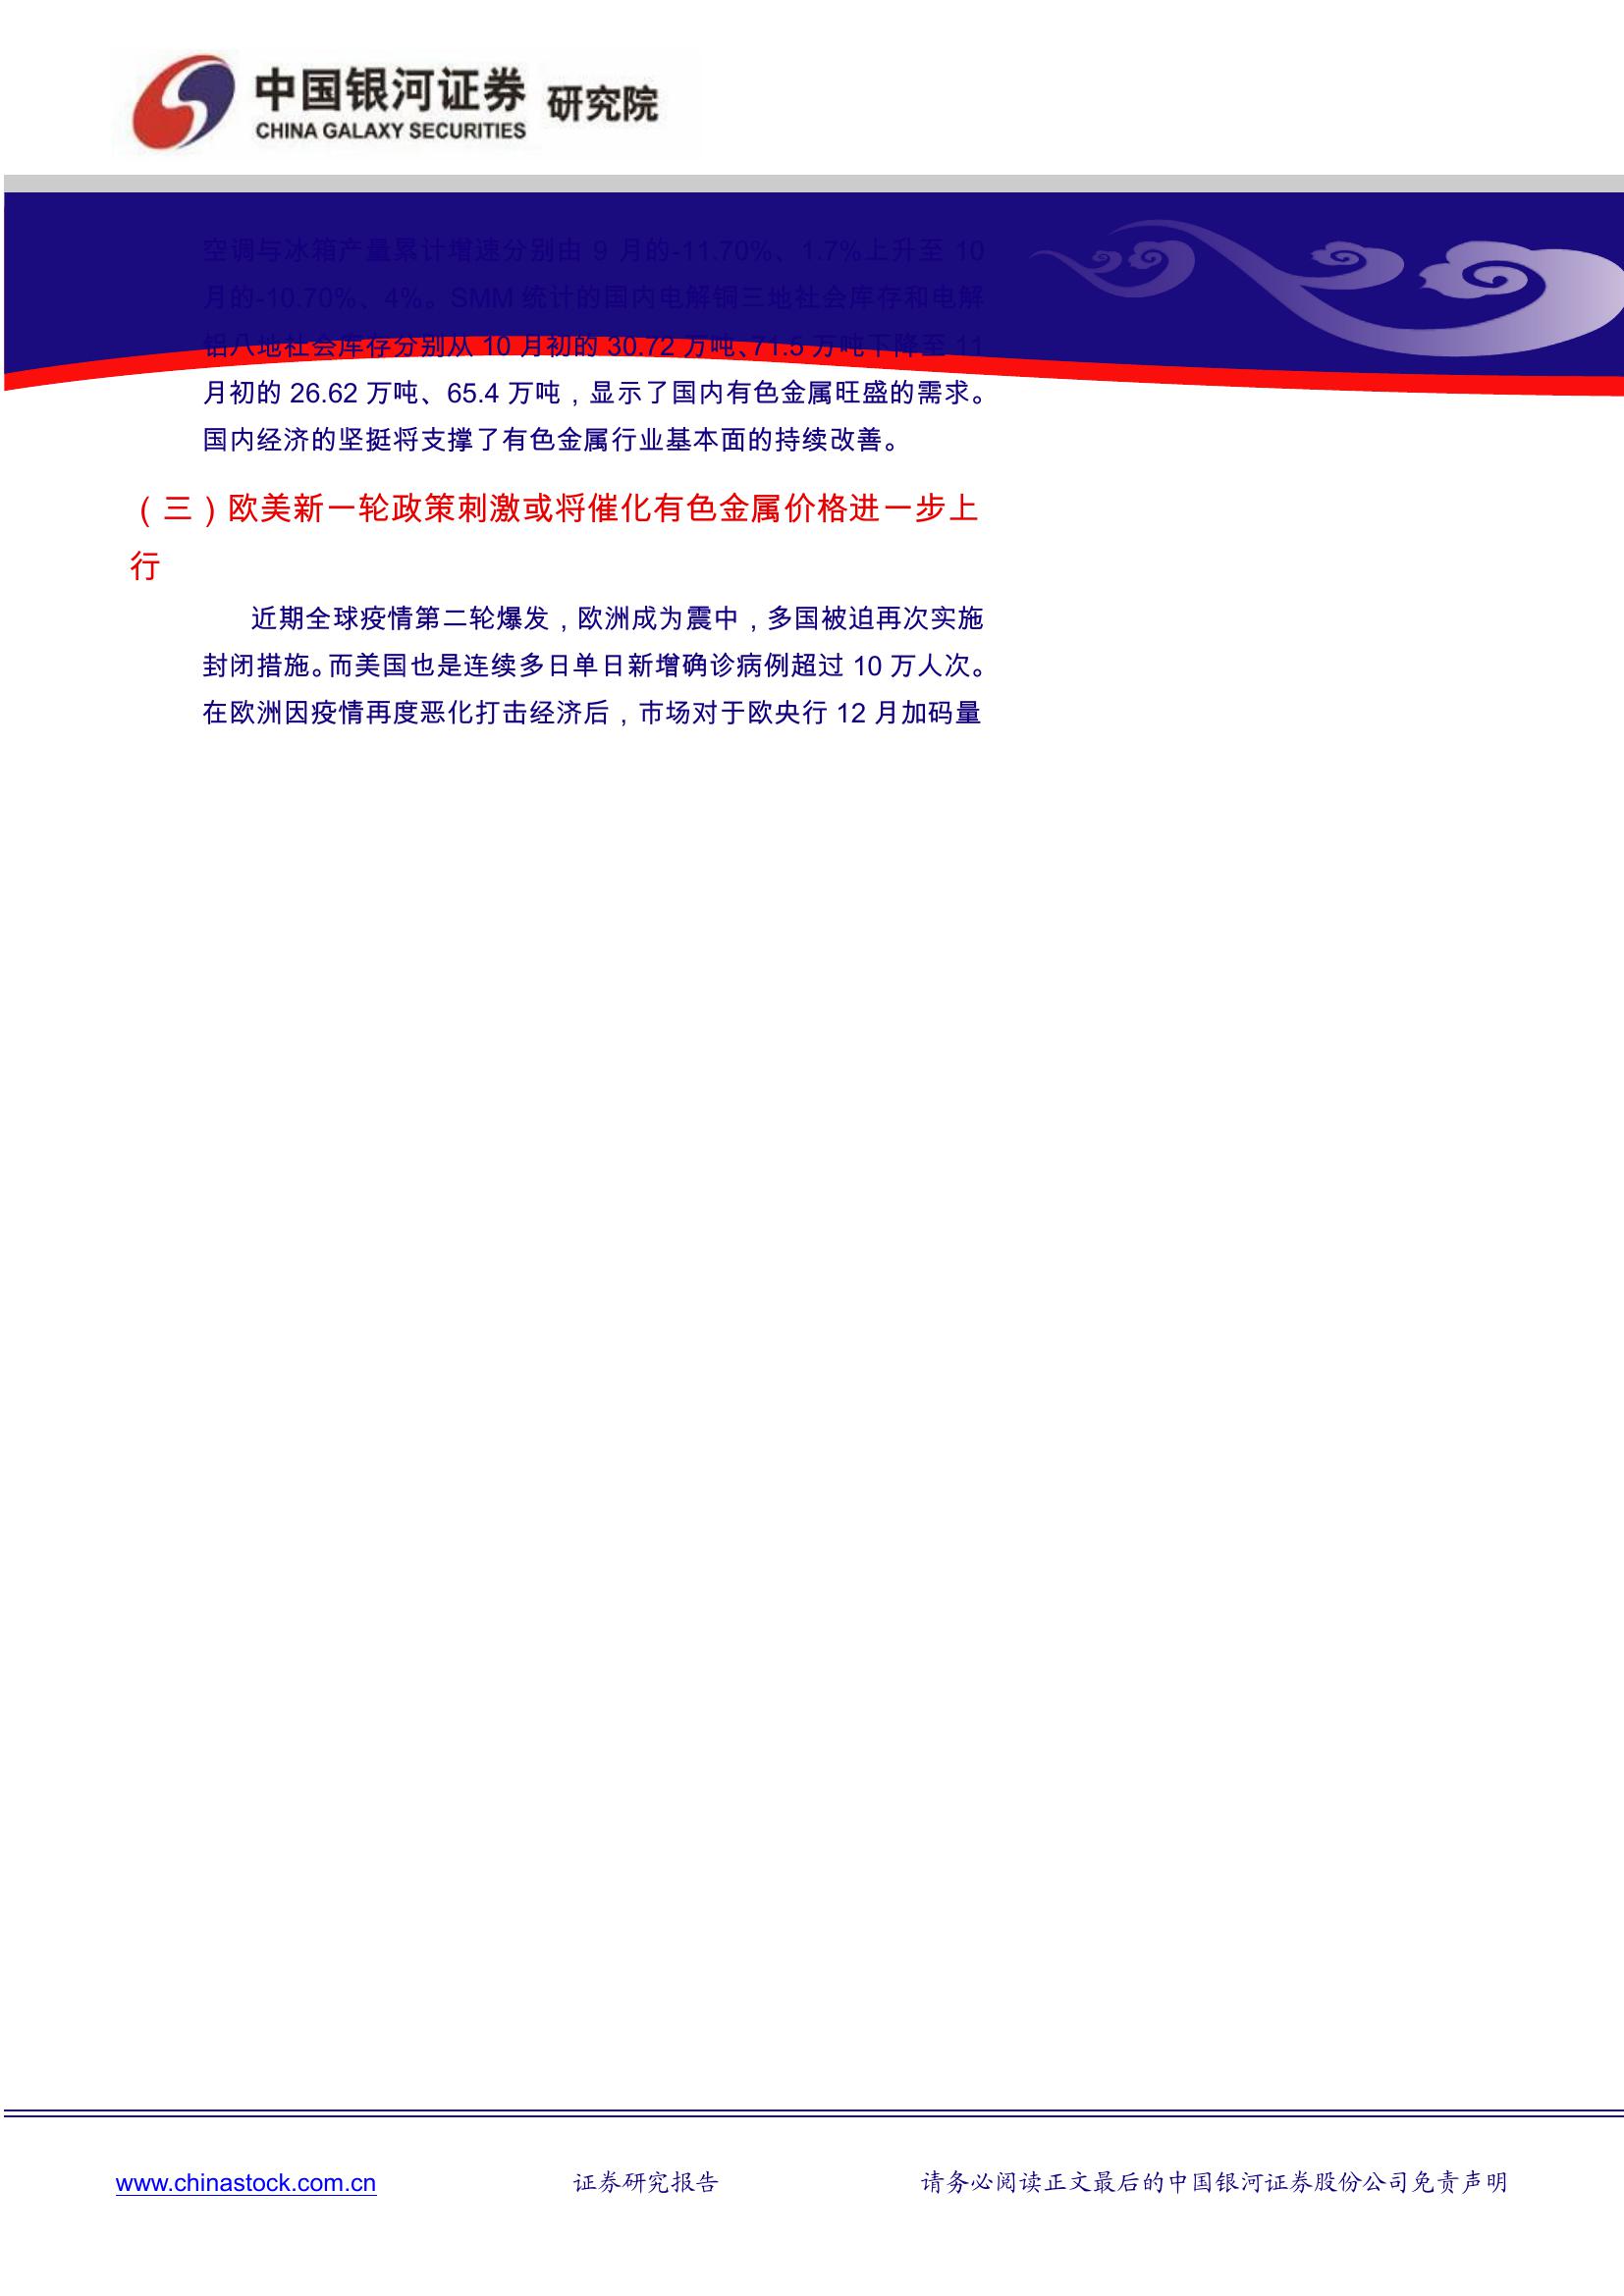 中国银河证券 研究院
CHINA GALAXY SECURITIES
空调与冰箱产量累计增速分别由 9 月的-11.70%、1.7%上升至 10
月的-10.70%、4%。SMM 统计的国内电解铜三地社会库存和电解
铝八地社会库存分别从 10 月初的 30.72 万吨、71.5 万吨下降至 11
月初的 26.62 万吨、65.4 万吨，显示了国内有色金属旺盛的需求。
国内经济的坚挺将支撑了有色金属行业基本面的持续改善。
（三）欧美新一轮政策刺激或将催化有色金属价格进一步上
行
近期全球疫情第二轮爆发，欧洲成为震中，多国被迫再次实施
封闭措施。而美国也是连续多日单日新增确诊病例超过 10 万人次。
在欧洲因疫情再度恶化打击经济后，市场对于欧央行 12 月加码量
www.chinastock.com.cn 证券研究报告 请务必阅读正文最后的中国银河证券股份公司免责声明